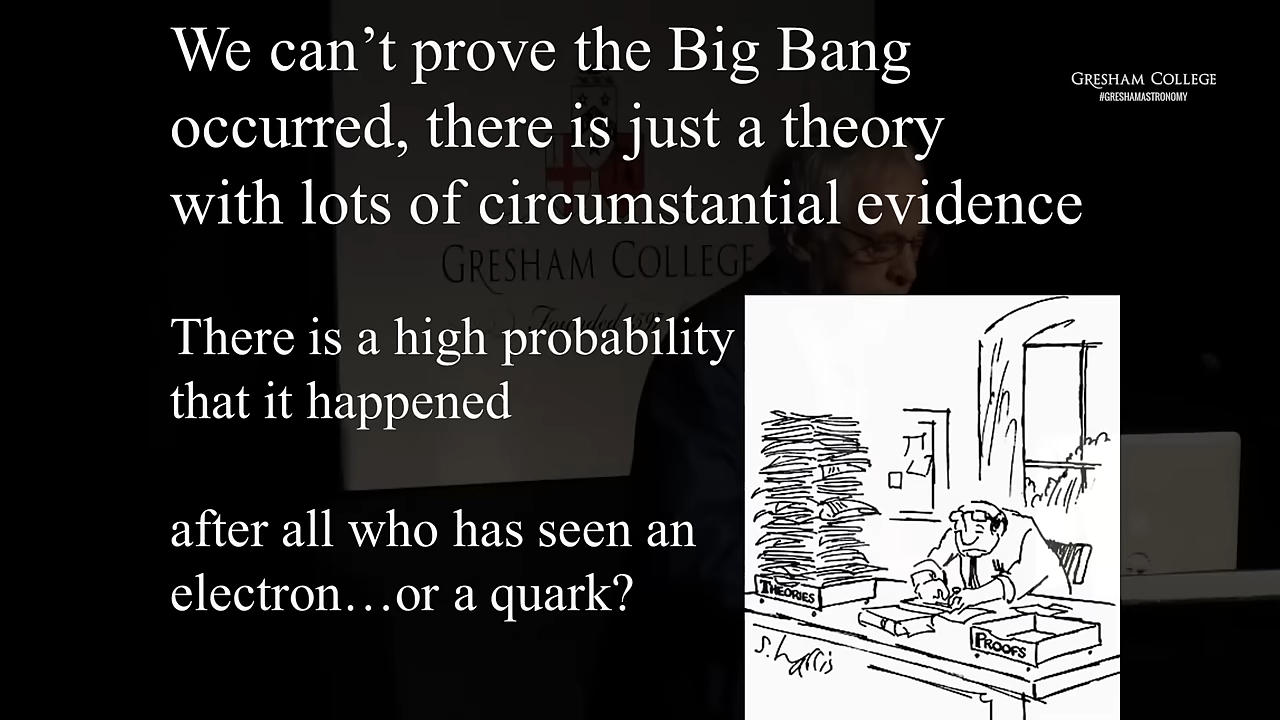 We can’t prove the Big Bang
occurred, there is just a theory
with lots of circumstantial evidence
GRESHAM COLLEGE
#GRESHAMASTRONOMY
GRESHAM COLLEGE
There is a high probability
that it happened
after all who has seen an
electron…or a quark?
THEORIES
PROOFS
S. Harris